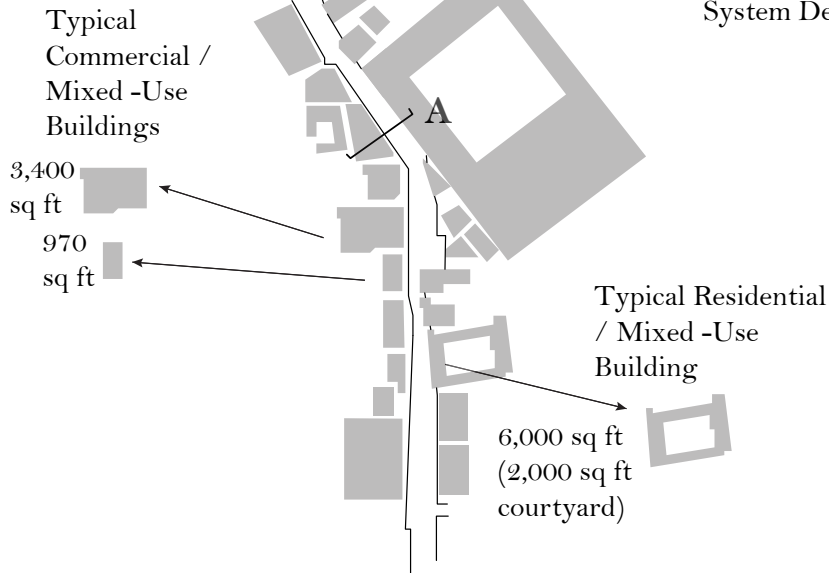 System De
Typical
Commercial /
Mixed -Use
Buildings
A
3,400
sq ft
970
sq ft
Typical Residential
/ Mixed -Use
Building
6,000 sq ft
(2,000 sq ft
courtyard)